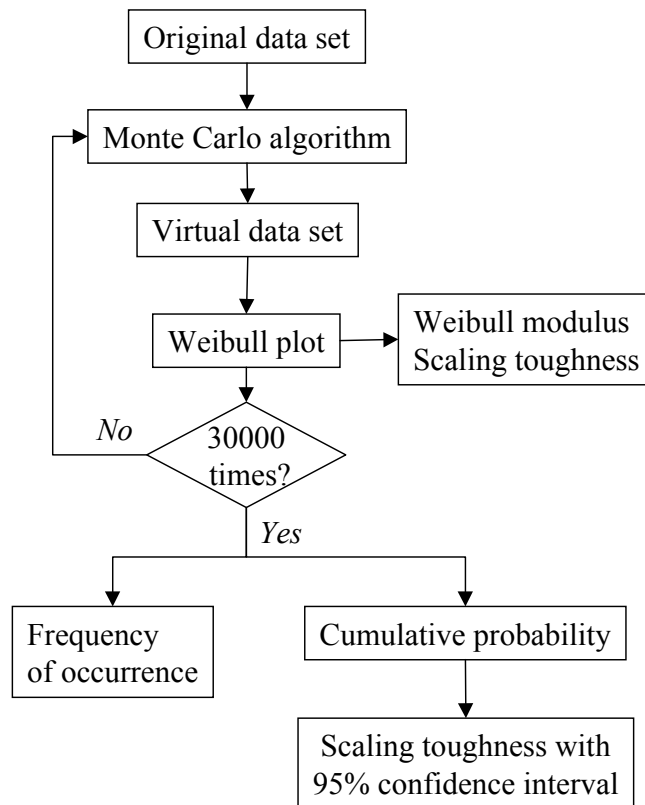 Original data set
Monte Carlo algorithm
Virtual data set
Weibull plot
Weibull modulus
Scaling toughness
No
30000
times?
Yes
Frequency
of occurrence
Cumulative probability
Scaling toughness with
95% confidence interval